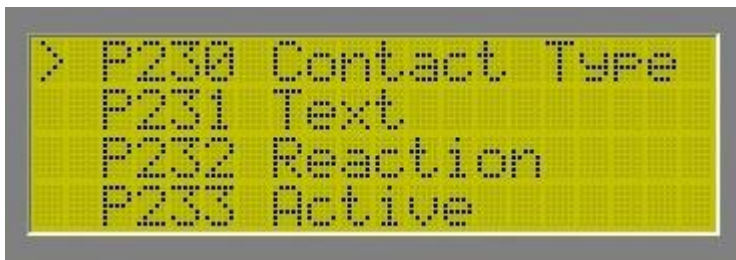 > P230 Contact Type
P231 Text
P232 Reaction
P233 Active